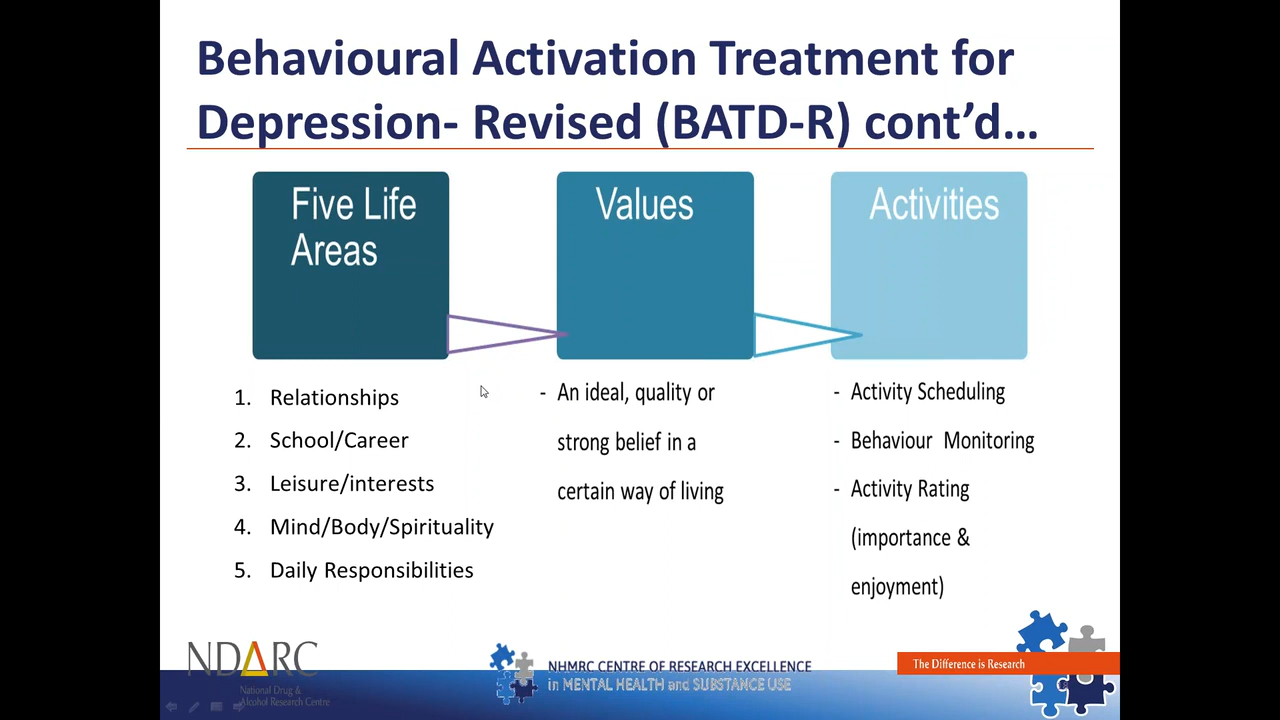 Behavioural Activation Treatment for
Depression- Revised (BATD-R) cont’d…
Five Life
Areas
Values
Activities
1. Relationships
2. School/Career
3. Leisure/interests
4. Mind/Body/Spirituality
5. Daily Responsibilities
- An ideal, quality or
strong belief in a
certain way of living
- Activity Scheduling
- Behaviour Monitoring
- Activity Rating
(importance &
enjoyment)
NDARC
National Drug &
Alcohol Research Centre
NHMRC CENTRE OF RESEARCH EXCELLENCE
in MENTAL HEALTH and SUBSTANCE USE
The Difference is Research